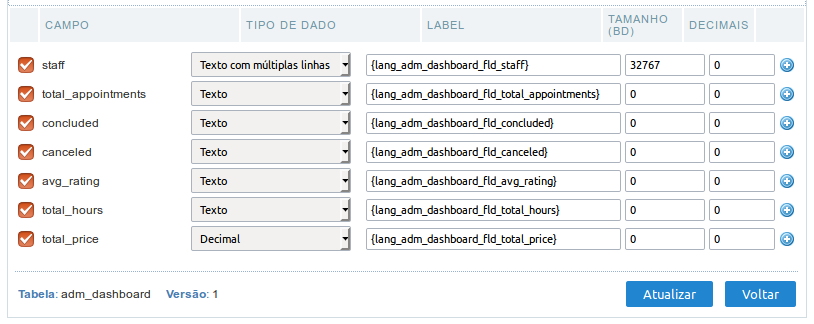 CAMPO TIPO DE DADO LABEL TAMANHO (BD) DECIMAIS
staff Texto com múltiplas linhas {lang_adm_dashboard_fld_staff} 32767 0
total_appointments Texto {lang_adm_dashboard_fld_total_appointments} 0 0
concluded Texto {lang_adm_dashboard_fld_concluded} 0 0
canceled Texto {lang_adm_dashboard_fld_canceled} 0 0
avg_rating Texto {lang_adm_dashboard_fld_avg_rating} 0 0
total_hours Texto {lang_adm_dashboard_fld_total_hours} 0 0
total_price Decimal {lang_adm_dashboard_fld_total_price} 0 0
Tabela: adm_dashboard Versão: 1 Atualizar Voltar